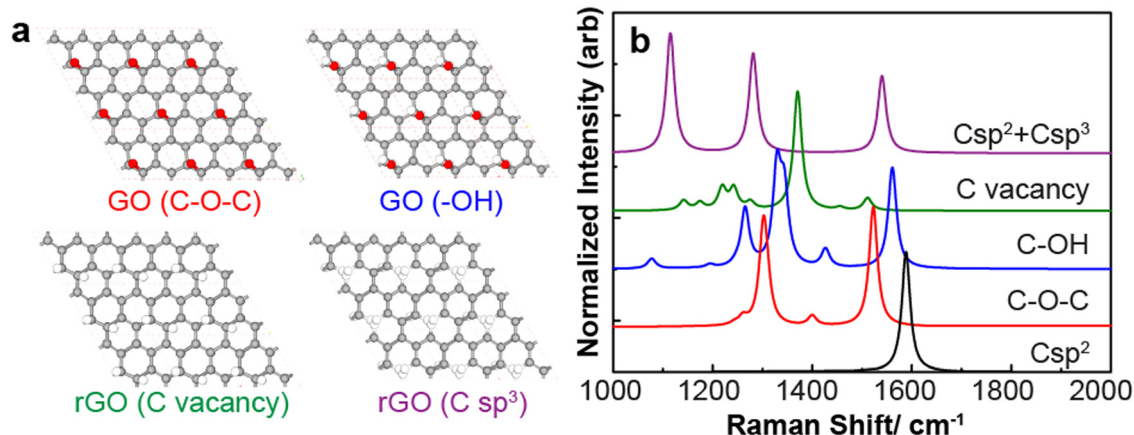 a
GO (C-O-C)
GO (-OH)
rGO (C vacancy)
rGO (C sp³)
b
Normalized Intensity (arb)
Csp²+Csp³
C vacancy
C-OH
C-O-C
Csp²
1000 1200 1400 1600 1800 2000
Raman Shift/ cm⁻¹